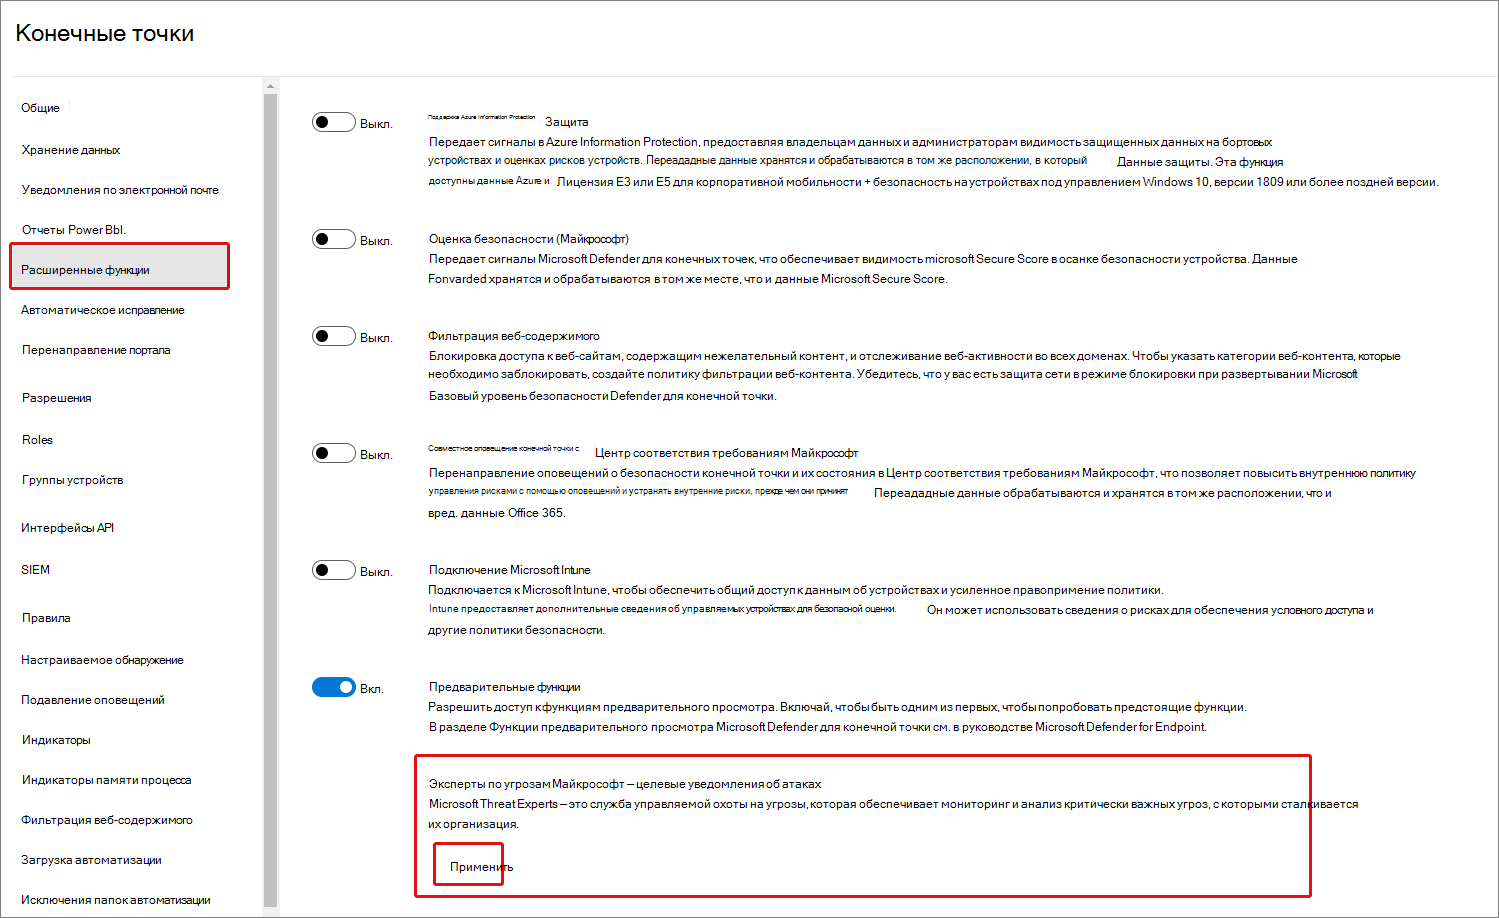 Конечные точки
Общие
Хранение данных
Уведомления по электронной почте
Отчеты Power BbI.
Расширенные функции
Автоматическое исправление
Перенаправление портала
Разрешения
Roles
Группы устройств
Интерфейсы API
SIEM
Правила
Настраиваемое обнаружение
Подавление оповещений
Индикаторы
Индикаторы памяти процесса
Фильтрация веб-содержимого
Загрузка автоматизации
Исключения папок автоматизации
Выкл.
Поддержка Azure Information Protection Защита
Передает сигналы в Azure Information Protection, предоставляя владельцам данных и администраторам видимость защищенных данных на бортовых
устройствах и оценках рисков устройств. Переададные данные хранятся и обрабатываются в том же расположении, в который Данные защиты. Эта функция
доступны данные Azure и Лицензия E3 или E5 для корпоративной мобильности + безопасность на устройствах под управлением Windows 10, версии 1809 или более поздней версии.
Выкл.
Оценка безопасности (Майкрософт)
Передает сигналы Microsoft Defender для конечных точек, что обеспечивает видимость microsoft Secure Score в осанке безопасности устройства. Данные
Fonvarded хранятся и обрабатываются в том же месте, что и данные Microsoft Secure Score.
Выкл.
Фильтрация веб-содержимого
Блокировка доступа к веб-сайтам, содержащим нежелательный контент, и отслеживание веб-активности во всех доменах. Чтобы указать категории веб-контента, которые
необходимо заблокировать, создайте политику фильтрации веб-контента. Убедитесь, что у вас есть защита сети в режиме блокировки при развертывании Microsoft
Базовый уровень безопасности Defender для конечной точки.
Выкл.
Совместное оповещение конечной точки с Центр соответствия требованиям Майкрософт
Перенаправление оповещений о безопасности конечной точки и их состояния в Центр соответствия требованиям Майкрософт, что позволяет повысить внутреннюю политику
управления рисками с помощью оповещений и устранять внутренние риски, прежде чем они причинят Переададные данные обрабатываются и хранятся в том же расположении, что и
вред. данные Office 365.
Выкл.
Подключение Microsoft Intune
Подключается к Microsoft Intune, чтобы обеспечить общий доступ к данным об устройствах и усиленное правопримение политики.
Intune предоставляет дополнительные сведения об управляемых устройствах для безопасной оценки. Он может использовать сведения о рисках для обеспечения условного доступа и
другие политики безопасности.
Вкл.
Предварительные функции
Разрешить доступ к функциям предварительного просмотра. Включай, чтобы быть одним из первых, чтобы попробовать предстоящие функции.
В разделе Функции предварительного просмотра Microsoft Defender для конечной точки см. в руководстве Microsoft Defender for Endpoint.
Эксперты по угрозам Майкрософт – целевые уведомления об атаках
Microsoft Threat Experts – это служба управляемой охоты на угрозы, которая обеспечивает мониторинг и анализ критически важных угроз, с которыми сталкивается
их организация.
Применить